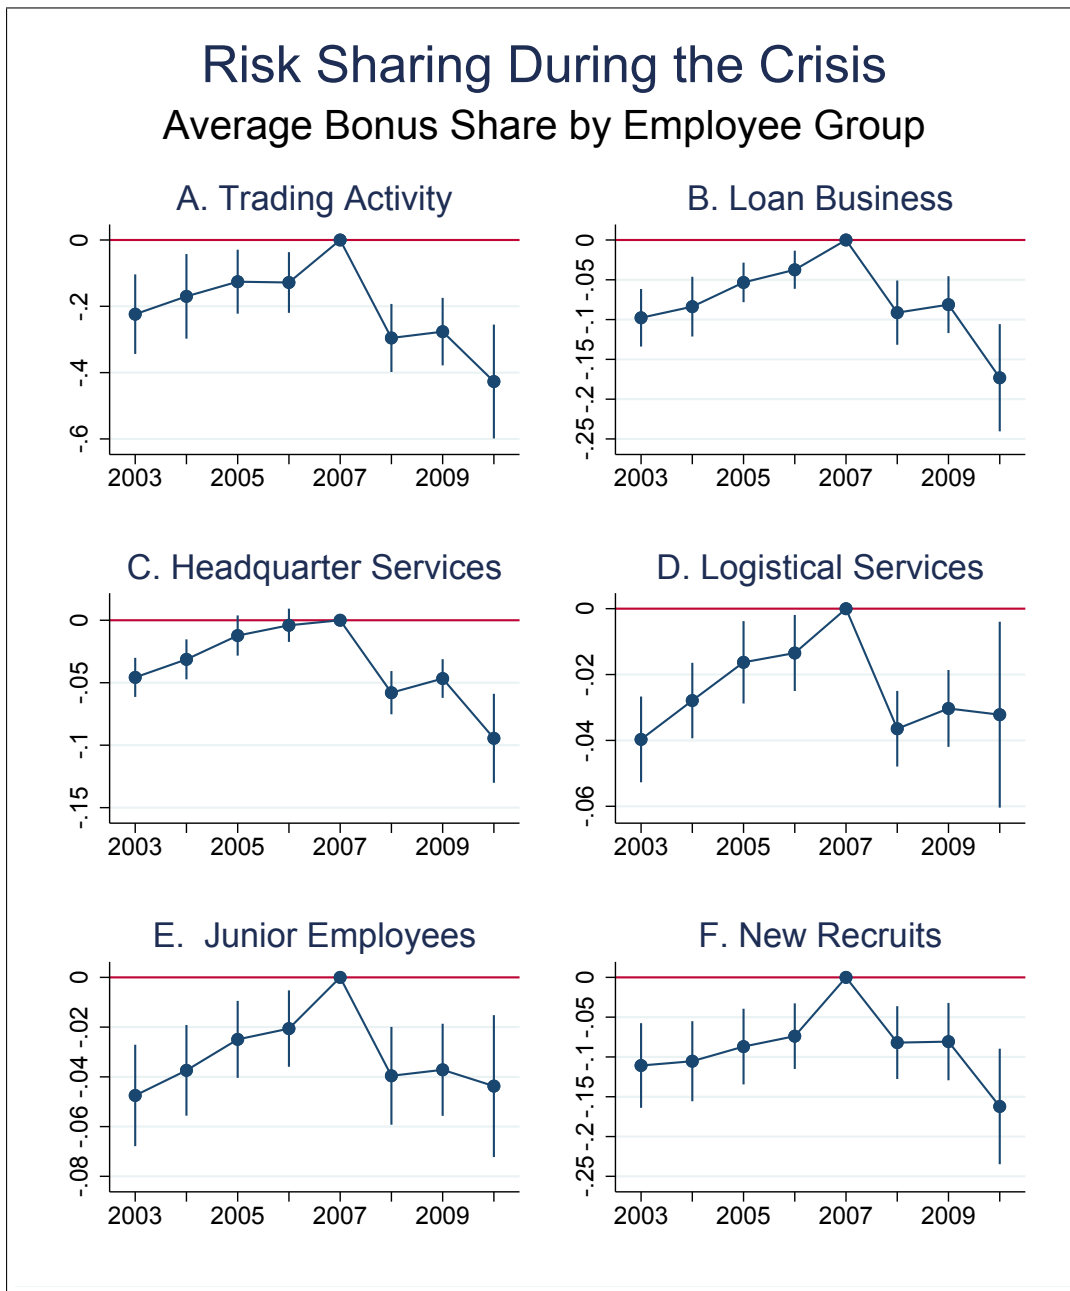 Risk Sharing During the Crisis
Average Bonus Share by Employee Group
A. Trading Activity
0
-.2
-.4
-.6
2003 2005 2007 2009
B. Loan Business
0
-.05
-.1
-.15
-.2
-.25
2003 2005 2007 2009
C. Headquarter Services
0
-.05
-.1
-.15
2003 2005 2007 2009
D. Logistical Services
0
-.02
-.04
-.06
2003 2005 2007 2009
E. Junior Employees
0
-.02
-.04
-.06
-.08
2003 2005 2007 2009
F. New Recruits
0
-.05
-.1
-.15
-.2
-.25
2003 2005 2007 2009